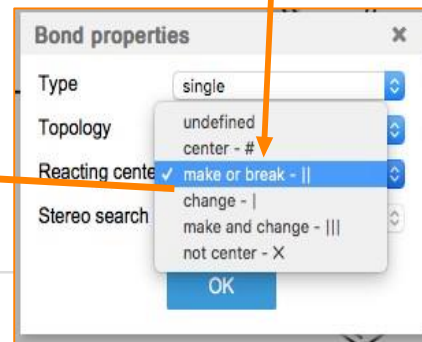 Bond properties ×
Type single
Topology undefined
center - #
Reacting cente ✓ make or break - ||
change - |
Stereo search make and change - |||
not center - X
OK